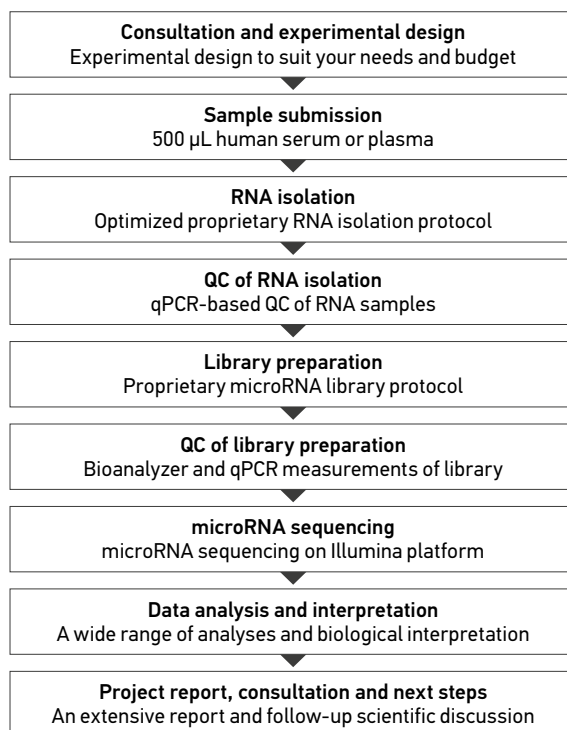 Consultation and experimental design
Experimental design to suit your needs and budget
Sample submission
500 µL human serum or plasma
RNA isolation
Optimized proprietary RNA isolation protocol
QC of RNA isolation
qPCR-based QC of RNA samples
Library preparation
Proprietary microRNA library protocol
QC of library preparation
Bioanalyzer and qPCR measurements of library
microRNA sequencing
microRNA sequencing on Illumina platform
Data analysis and interpretation
A wide range of analyses and biological interpretation
Project report, consultation and next steps
An extensive report and follow-up scientific discussion